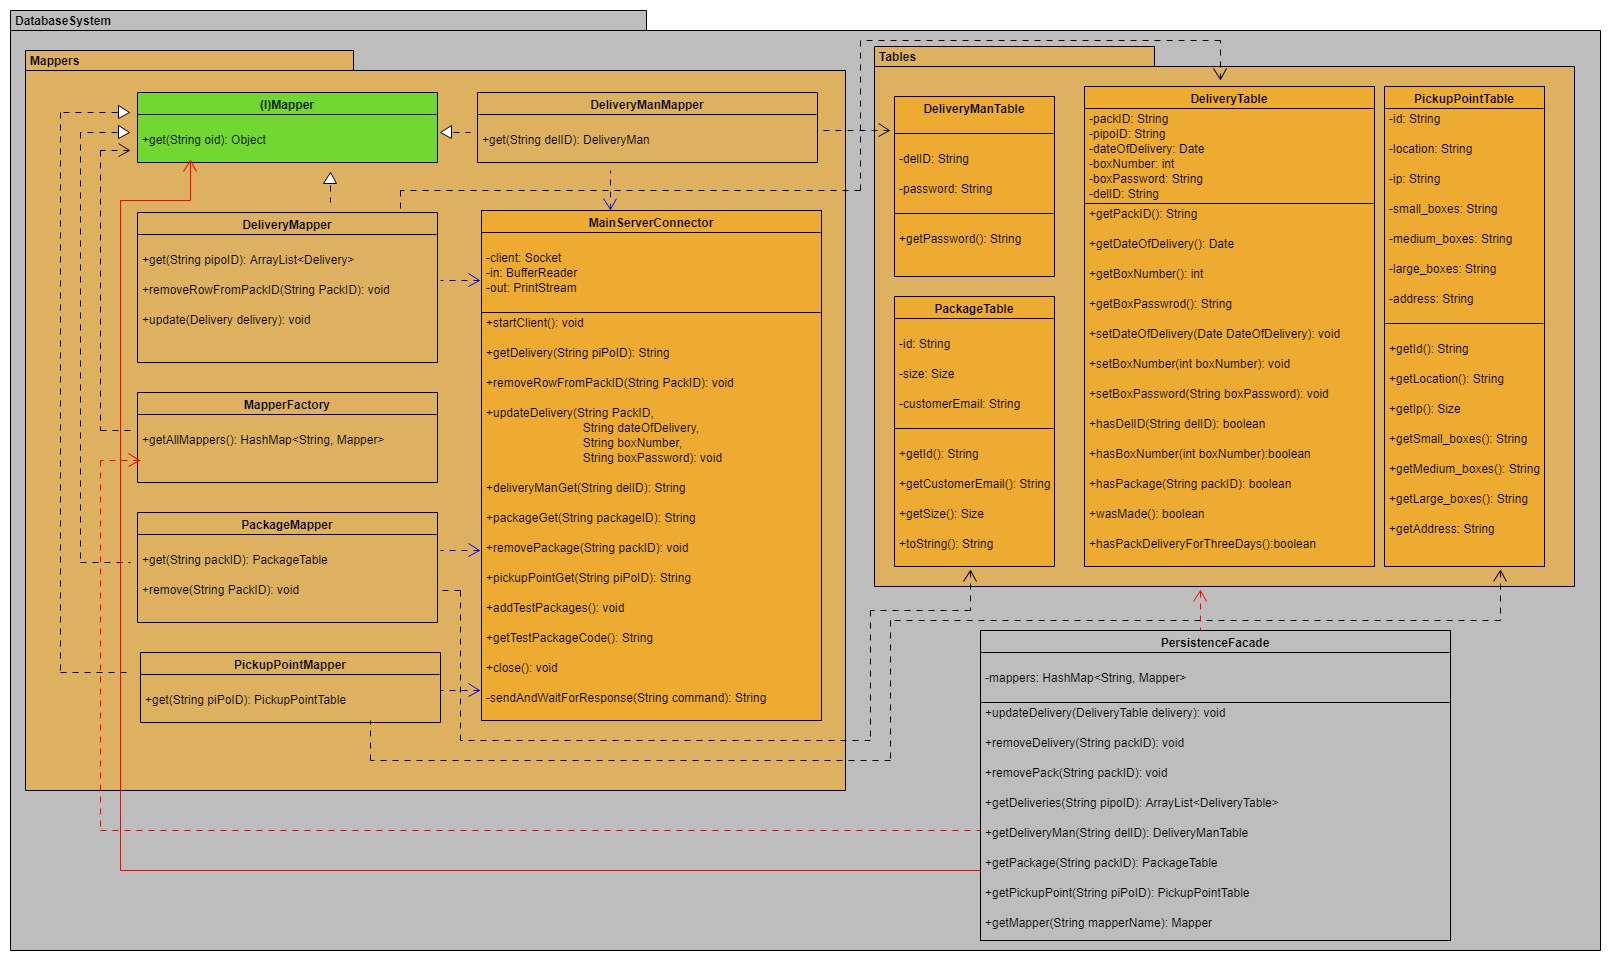 DatabaseSystem
Mappers
(I)Mapper
+get(String oid): Object
DeliveryManMapper
+get(String delID): DeliveryMan
DeliveryMapper
+get(String pipoID): ArrayList<Delivery>
+removeRowFromPackID(String PackID): void
+update(Delivery delivery): void
MapperFactory
+getAllMappers(): HashMap<String, Mapper>
PackageMapper
+get(String packID): PackageTable
+remove(String PackID): void
PickupPointMapper
+get(String piPoID): PickupPointTable
MainServerConnector
-client: Socket
-in: BufferReader
-out: PrintStream
+startClient(): void
+getDelivery(String piPoID): String
+removeRowFromPackID(String PackID): void
+updateDelivery(String PackID,
String dateOfDelivery,
String boxNumber,
String boxPassword): void
+deliveryManGet(String delID): String
+packageGet(String packageID): String
+removePackage(String packID): void
+pickupPointGet(String piPoID): String
+addTestPackages(): void
+getTestPackageCode(): String
+close(): void
-sendAndWaitForResponse(String command): String
Tables
DeliveryManTable
-delID: String
-password: String
+getPassword(): String
PackageTable
-id: String
-size: Size
-customerEmail: String
+getId(): String
+getCustomerEmail(): String
+getSize(): Size
+toString(): String
DeliveryTable
-packID: String
-pipoID: String
-dateOfDelivery: Date
-boxNumber: int
-boxPassword: String
-delID: String
+getPackID(): String
+getDateOfDelivery(): Date
+getBoxNumber(): int
+getBoxPasswrod(): String
+setDateOfDelivery(Date DateOfDelivery): void
+setBoxNumber(int boxNumber): void
+setBoxPassword(String boxPassword): void
+hasDelID(String delID): boolean
+hasBoxNumber(int boxNumber):boolean
+hasPackage(String packID): boolean
+wasMade(): boolean
+hasPackDeliveryForThreeDays():boolean
PickupPointTable
-id: String
-location: String
-ip: String
-small_boxes: String
-medium_boxes: String
-large_boxes: String
-address: String
+getId(): String
+getLocation(): String
+getIp(): Size
+getSmall_boxes(): String
+getMedium_boxes(): String
+getLarge_boxes(): String
+getAddress: String
PersistenceFacade
-mappers: HashMap<String, Mapper>
+updateDelivery(DeliveryTable delivery): void
+removeDelivery(String packID): void
+removePack(String packID): void
+getDeliveries(String pipoID): ArrayList<DeliveryTable>
+getDeliveryMan(String delID): DeliveryManTable
+getPackage(String packID): PackageTable
+getPickupPoint(String piPoID): PickupPointTable
+getMapper(String mapperName): Mapper